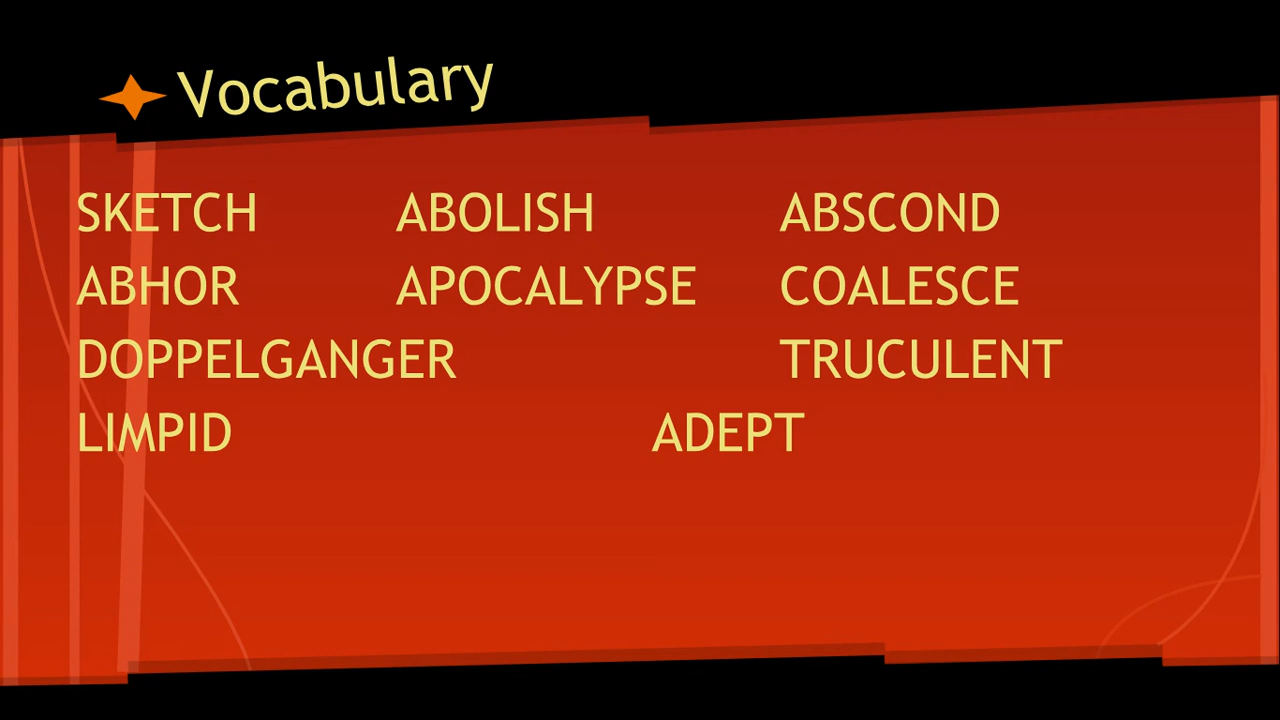 Vocabulary
SKETCH ABOLISH ABSCOND
ABHOR APOCALYPSE COALESCE
DOPPELGANGER TRUCULENT
LIMPID ADEPT